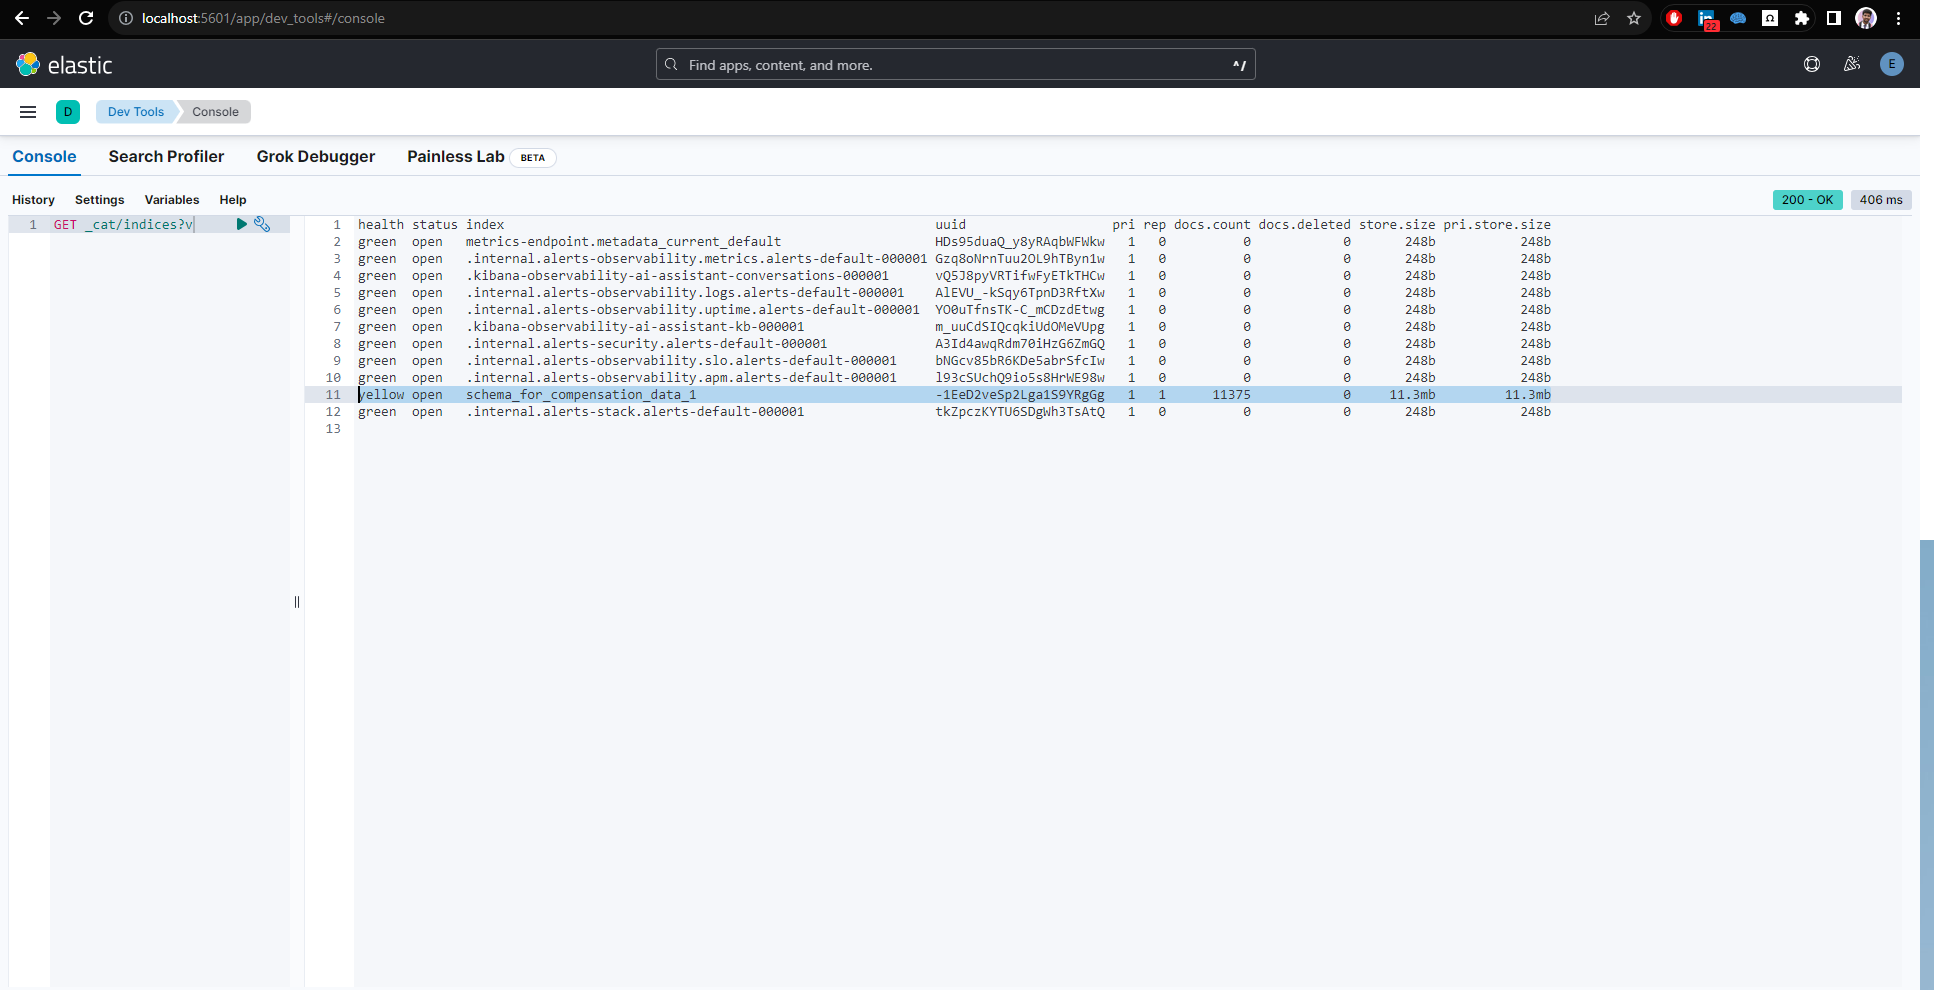 localhost:5601/app/dev_tools#/console
22
elastic
Find apps, content, and more.
^/
E
D
Dev Tools
Console
Console
Search Profiler
Grok Debugger
Painless Lab
BETA
History
Settings
Variables
Help
200 - OK
406 ms
1 GET _cat/indices?v
1 health status index uuid pri rep docs.count docs.deleted store.size pri.store.size
2 green open metrics-endpoint.metadata_current_default HDs95duaQ_y8yRAqbWFWkw 1 0 0 0 248b 248b
3 green open .internal.alerts-observability.metrics.alerts-default-000001 Gzq8oNrnTuu2OL9hTByn1w 1 0 0 0 248b 248b
4 green open .kibana-observability-ai-assistant-conversations-000001 vQ5J8pyVRTifwFyETkTHCw 1 0 0 0 248b 248b
5 green open .internal.alerts-observability.logs.alerts-default-000001 AlEVU_-kSqy6TpnD3RftXw 1 0 0 0 248b 248b
6 green open .internal.alerts-observability.uptime.alerts-default-000001 YO0uTfnsTK-C_mCDzdEtwg 1 0 0 0 248b 248b
7 green open .kibana-observability-ai-assistant-kb-000001 m_uuCdSIQcqkiUdOMeVUpg 1 0 0 0 248b 248b
8 green open .internal.alerts-security.alerts-default-000001 A3Id4awqRdm70iHzG6ZmGQ 1 0 0 0 248b 248b
9 green open .internal.alerts-observability.slo.alerts-default-000001 bNGcv85bR6KDe5abrSfcIw 1 0 0 0 248b 248b
10 green open .internal.alerts-observability.apm.alerts-default-000001 l93cSUchQ9io5s8HrWE98w 1 0 0 0 248b 248b
11 yellow open schema_for_compensation_data_1 -1EeD2veSp2Lga1S9YRgGg 1 1 11375 0 11.3mb 11.3mb
12 green open .internal.alerts-stack.alerts-default-000001 tkZpczKYTU6SDgWh3TsAtQ 1 0 0 0 248b 248b
13